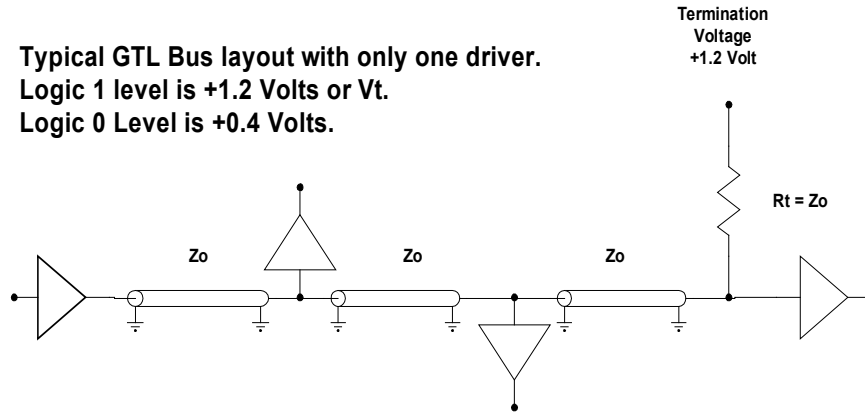 Termination
Voltage
+1.2 Volt
Typical GTL Bus layout with only one driver.
Logic 1 level is +1.2 Volts or Vt.
Logic 0 Level is +0.4 Volts.
Rt = Zo
Zo
Zo
Zo